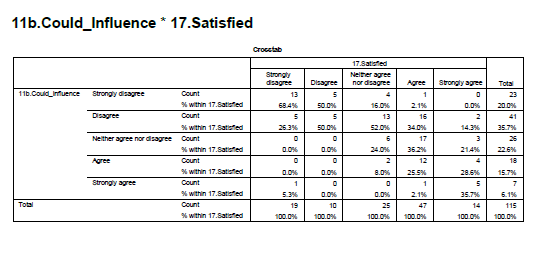 11b.Could_Influence * 17.Satisfied
Crosstab
17.Satisfied
Strongly disagree Disagree Neither agree nor disagree Agree Strongly agree Total
11b.Could_Influence Strongly disagree Count 13 5 4 1 0 23
% within 17.Satisfied 68.4% 50.0% 16.0% 2.1% 0.0% 20.0%
Disagree Count 5 5 13 16 2 41
% within 17.Satisfied 26.3% 50.0% 52.0% 34.0% 14.3% 35.7%
Neither agree nor disagree Count 0 0 6 17 3 26
% within 17.Satisfied 0.0% 0.0% 24.0% 36.2% 21.4% 22.6%
Agree Count 0 0 2 12 4 18
% within 17.Satisfied 0.0% 0.0% 8.0% 25.5% 28.6% 15.7%
Strongly agree Count 1 0 0 1 5 7
% within 17.Satisfied 5.3% 0.0% 0.0% 2.1% 35.7% 6.1%
Total Count 19 10 25 47 14 115
% within 17.Satisfied 100.0% 100.0% 100.0% 100.0% 100.0% 100.0%